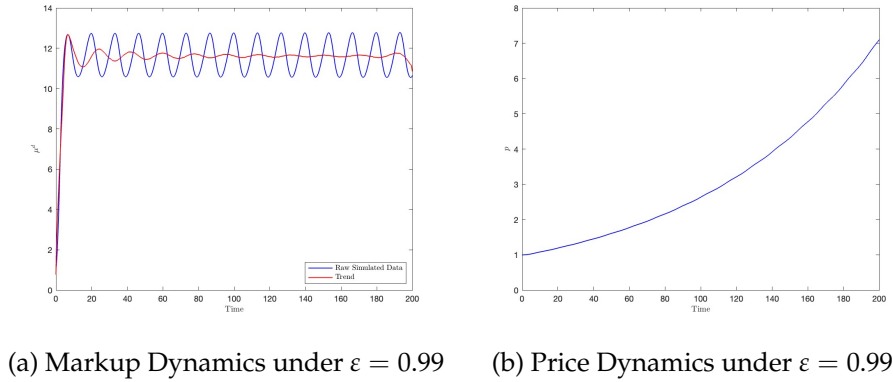 14
12
10
8
6
4
2
0
μᵈ
0 20 40 60 80 100 120 140 160 180 200
Time
Raw Simulated Data
Trend
8
7
6
5
4
3
2
1
0
p
0 20 40 60 80 100 120 140 160 180 200
Time
(a) Markup Dynamics under ε = 0.99
(b) Price Dynamics under ε = 0.99